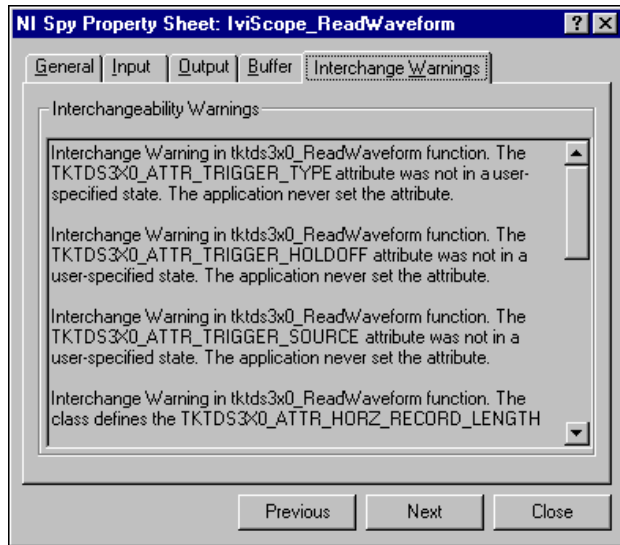 NI Spy Property Sheet: IviScope_ReadWaveform
General Input Output Buffer Interchange Warnings
Interchangeability Warnings
Interchange Warning in tktds3x0_ReadWaveform function. The
TKTDS3X0_ATTR_TRIGGER_TYPE attribute was not in a user-
specified state. The application never set the attribute.
Interchange Warning in tktds3x0_ReadWaveform function. The
TKTDS3X0_ATTR_TRIGGER_HOLDOFF attribute was not in a
user-specified state. The application never set the attribute.
Interchange Warning in tktds3x0_ReadWaveform function. The
TKTDS3X0_ATTR_TRIGGER_SOURCE attribute was not in a
user-specified state. The application never set the attribute.
Interchange Warning in tktds3x0_ReadWaveform function. The
class defines the TKTDS3X0_ATTR_HORZ_RECORD_LENGTH
Previous Next Close